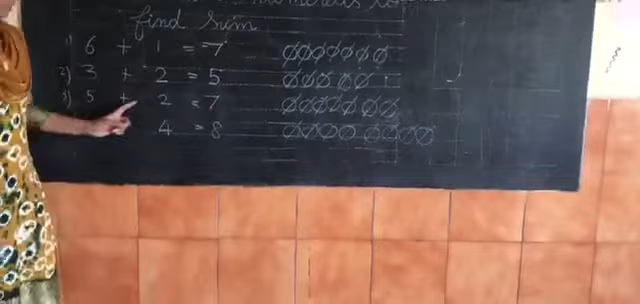 find sum
1) 6 + 1 = 7
2) 3 + 2 = 5
3) 5 + 2 = 7
4 = 8